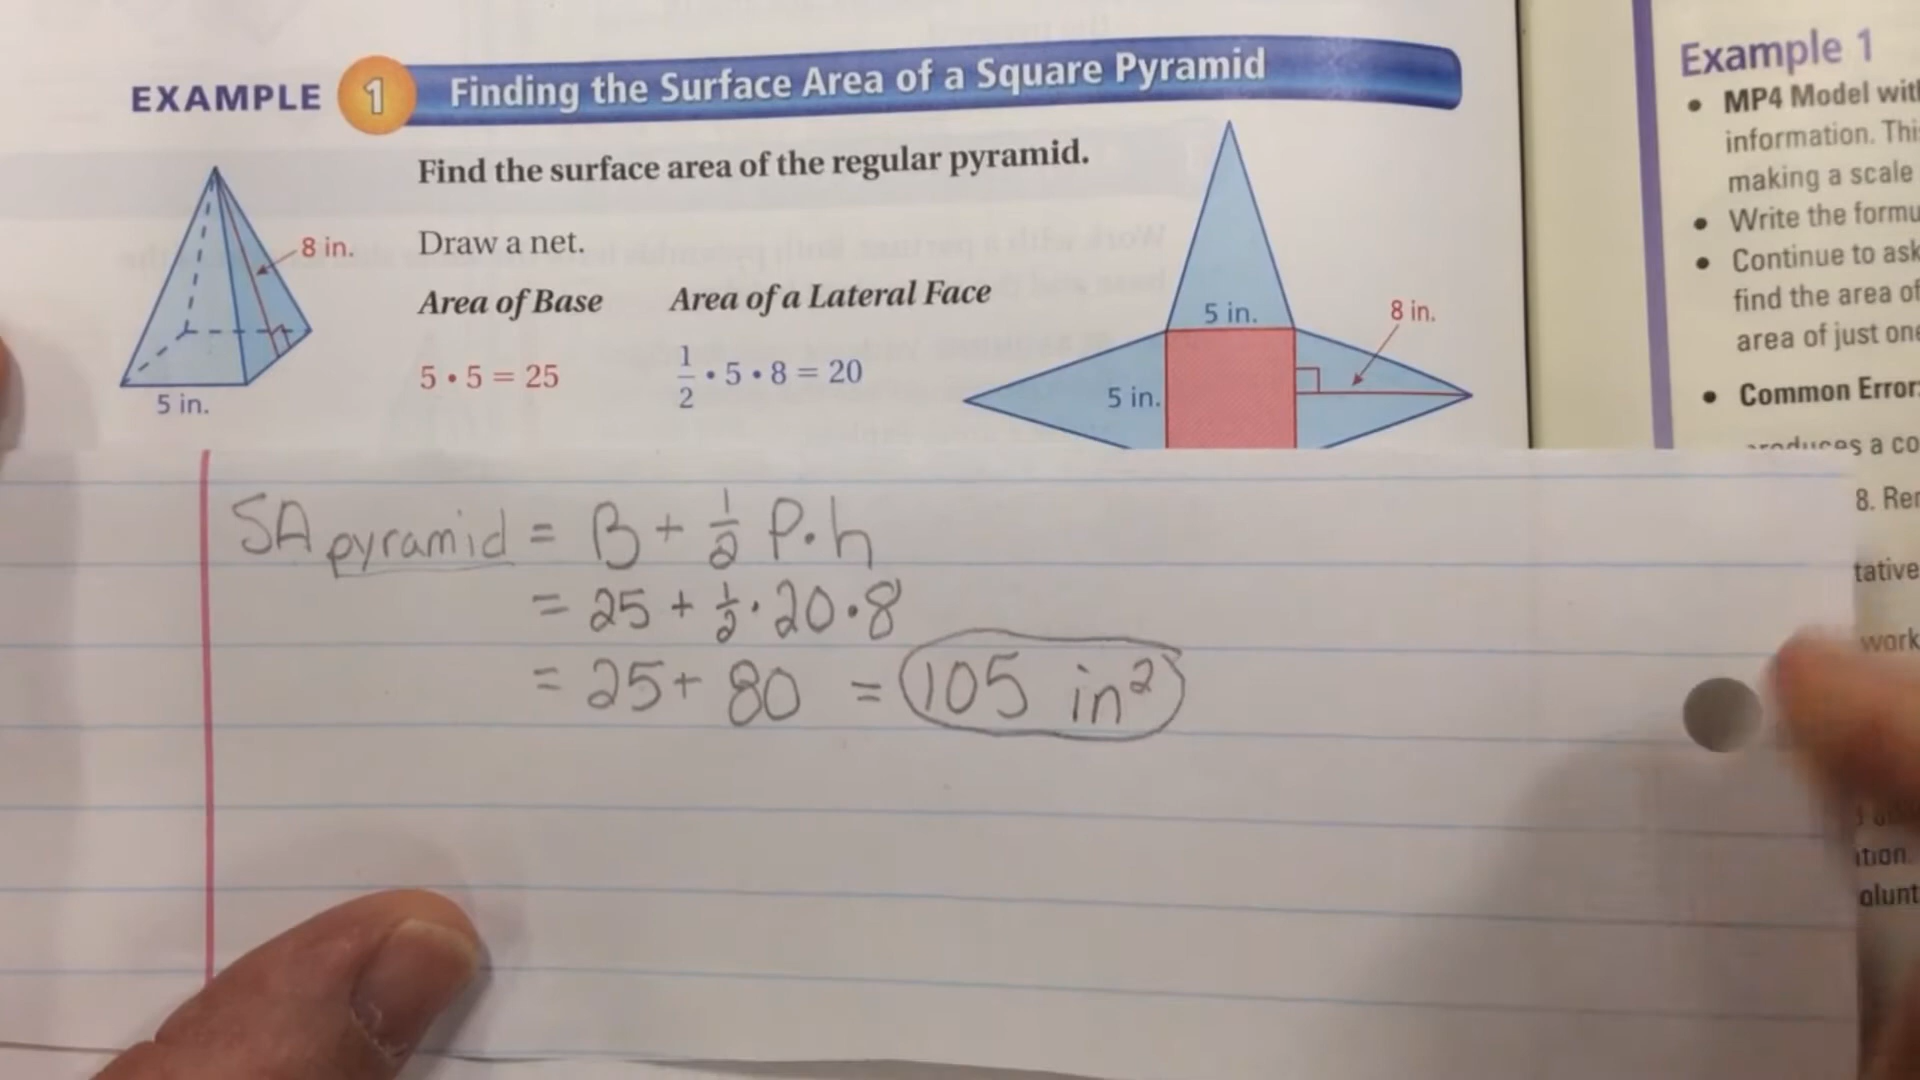 EXAMPLE 1 Finding the Surface Area of a Square Pyramid
Find the surface area of the regular pyramid.
8 in.
5 in.
Draw a net.
Area of Base
5 • 5 = 25
Area of a Lateral Face
1/2 • 5 • 8 = 20
5 in.
8 in.
5 in.
SA pyramid = B + 1/2 P•h
= 25 + 1/2 • 20 • 8
= 25 + 80 = 105 in²
Example 1
• MP4 Model with
information. This
making a scale
• Write the formu
• Continue to ask
find the area of
area of just one
• Common Error:
produces a co
8. Rer
tative
work
ition.
olunt